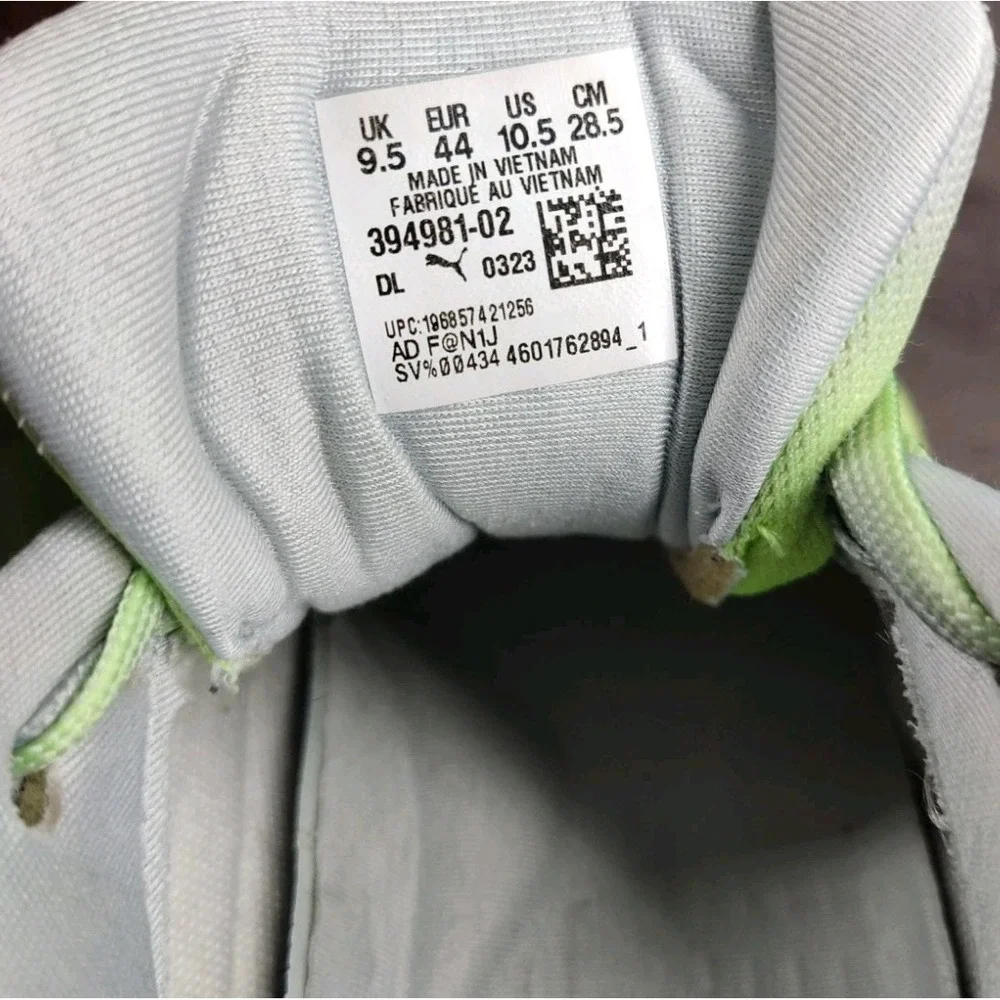 UK EUR US CM
9.5 44 10.5 28.5
MADE IN VIETNAM
FABRIQUÉ AU VIETNAM
394981-02
DL 0323
UPC:196857421256
AD F@N1J
SV%00434 4601762894_1